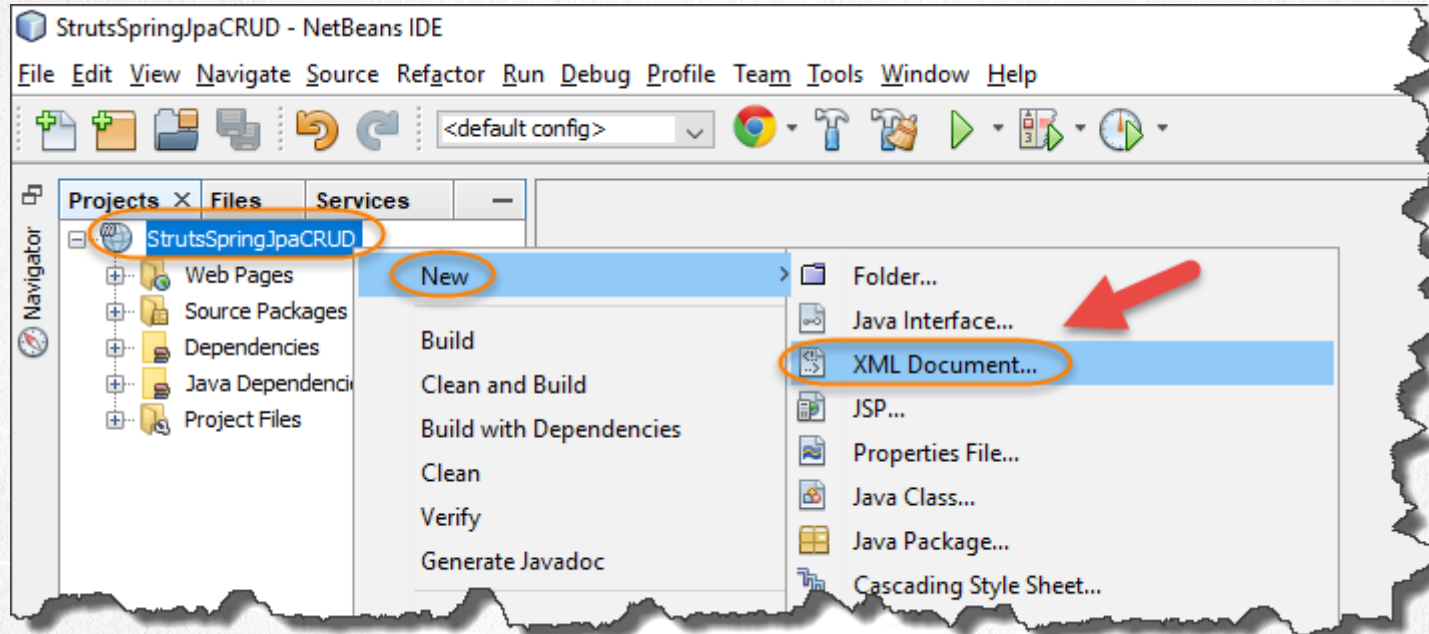 StrutsSpringJpaCRUD - NetBeans IDE
File Edit View Navigate Source Refactor Run Debug Profile Team Tools Window Help
<default config>
Projects Files Services
Navigator
StrutsSpringJpaCRUD
Web Pages
Source Packages
Dependencies
Java Dependenci
Project Files
New
Build
Clean and Build
Build with Dependencies
Clean
Verify
Generate Javadoc
Folder...
Java Interface...
XML Document...
JSP...
Properties File...
Java Class...
Java Package...
Cascading Style Sheet...